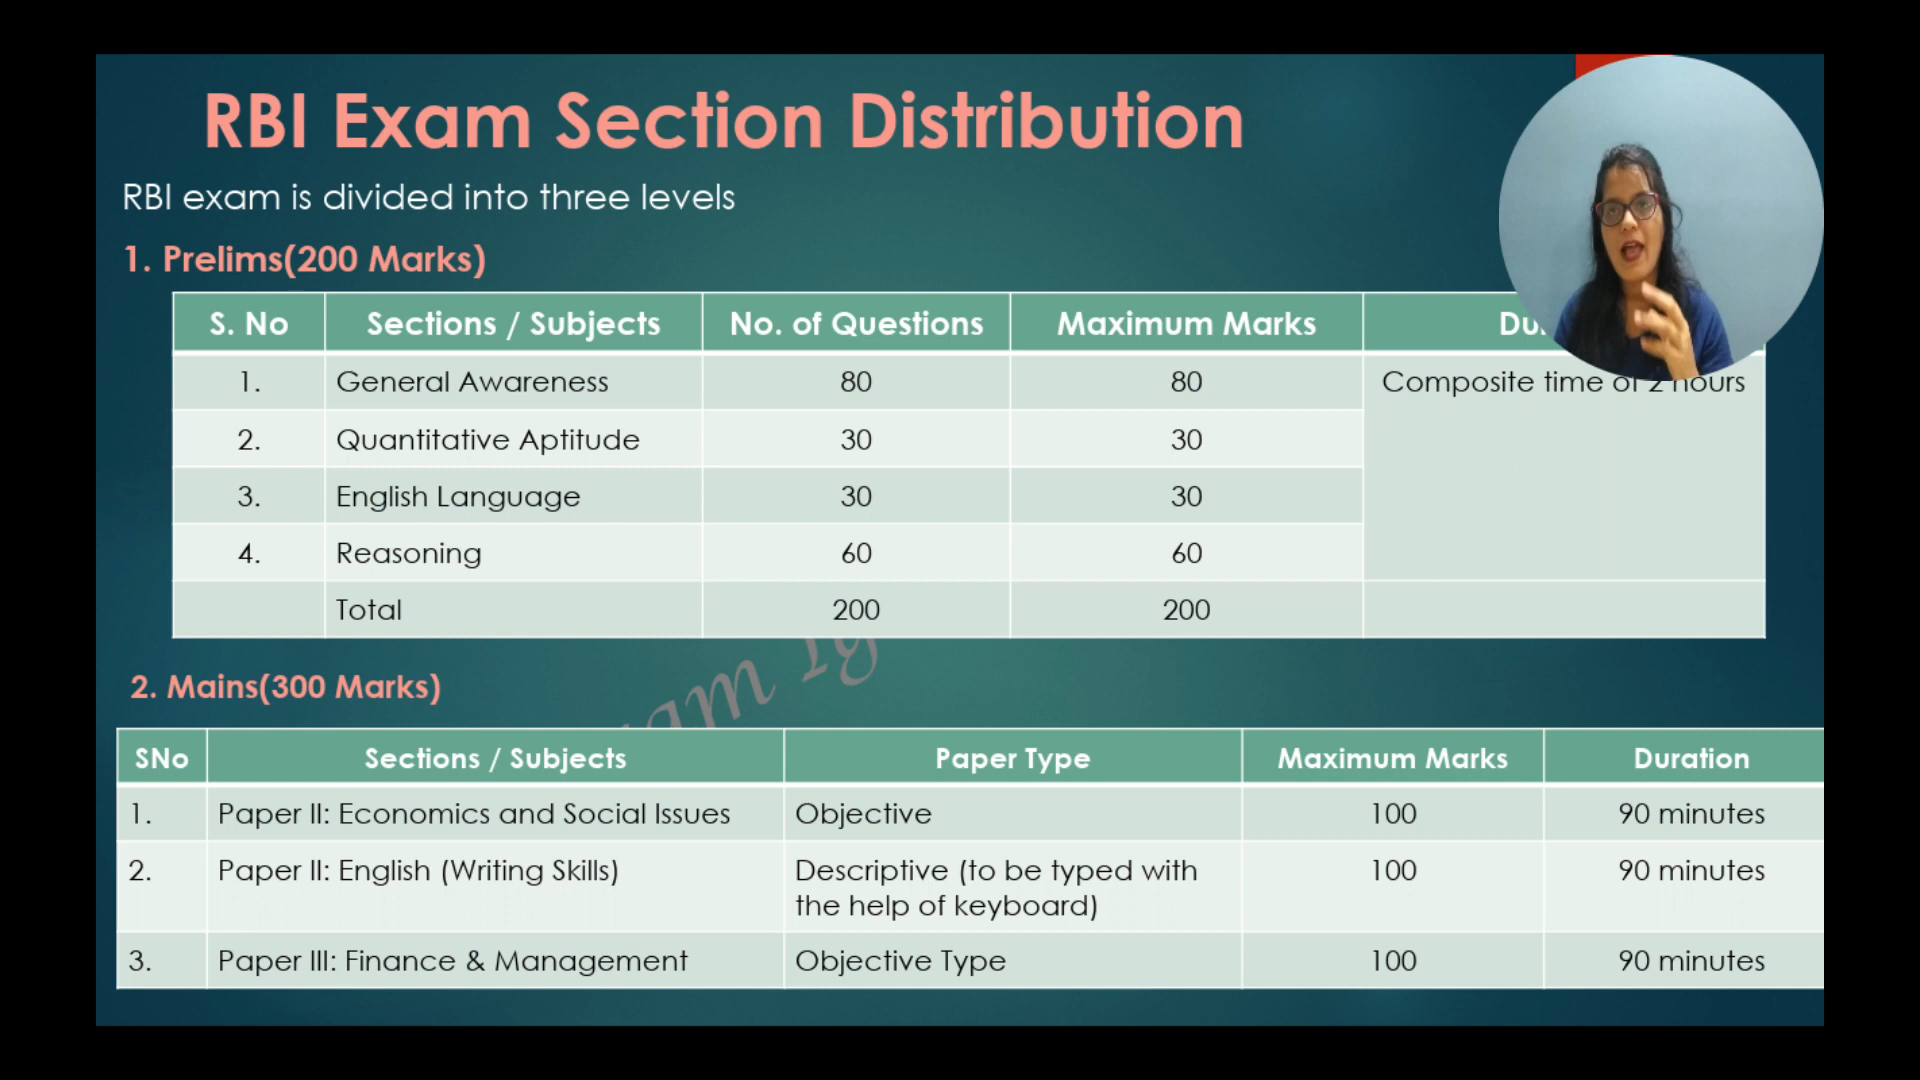 RBI Exam Section Distribution
RBI exam is divided into three levels
1. Prelims(200 Marks)
S. No Sections / Subjects No. of Questions Maximum Marks
1. General Awareness 80 80 Composite time of 2 hours
2. Quantitative Aptitude 30 30
3. English Language 30 30
4. Reasoning 60 60
Total 200 200
2. Mains(300 Marks)
SNo Sections / Subjects Paper Type Maximum Marks Duration
1. Paper II: Economics and Social Issues Objective 100 90 minutes
2. Paper II: English (Writing Skills) Descriptive (to be typed with 100 90 minutes
the help of keyboard)
3. Paper III: Finance & Management Objective Type 100 90 minutes